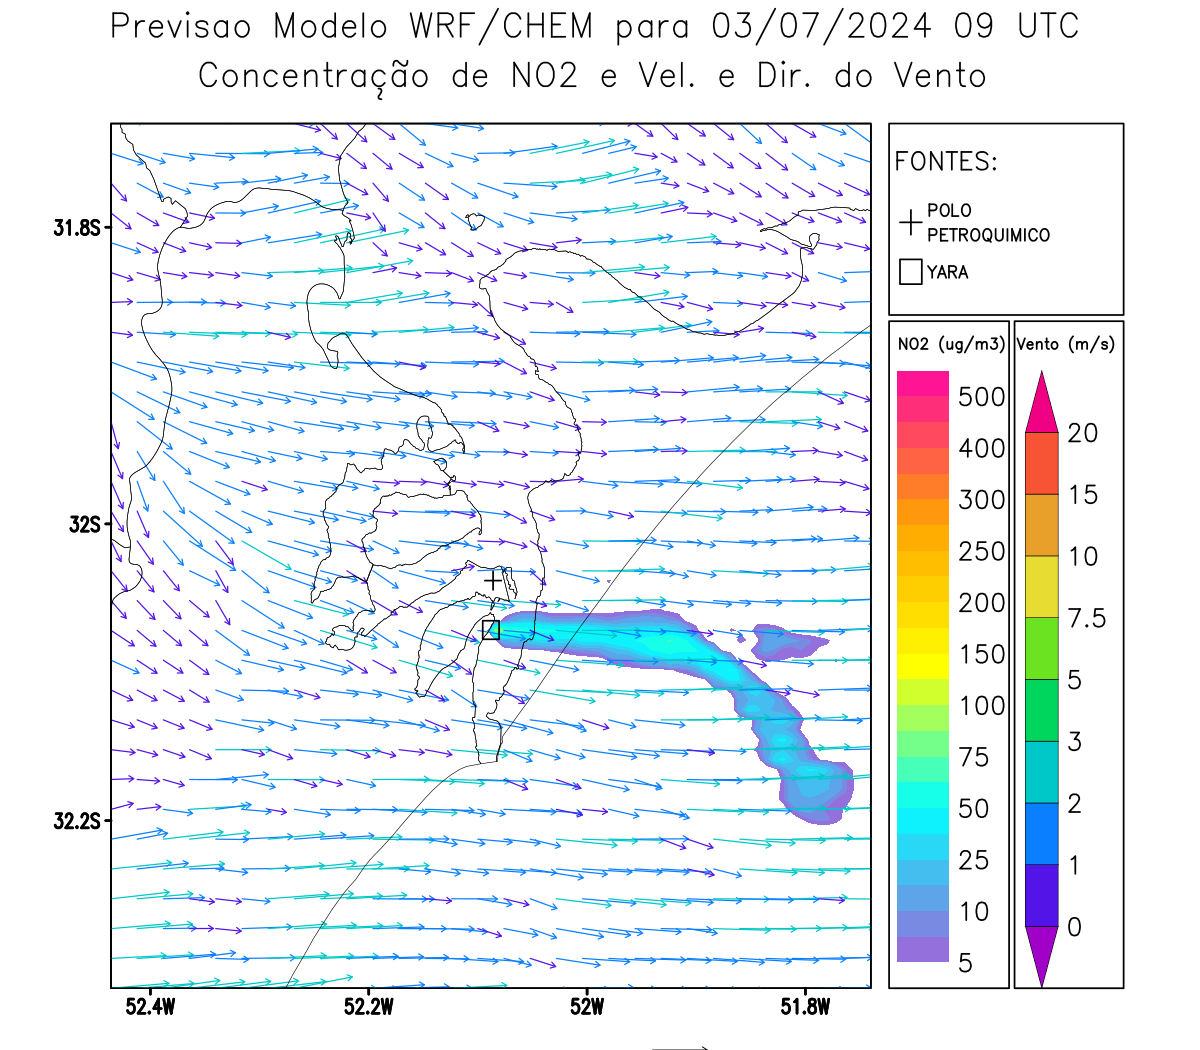 Previsao Modelo WRF/CHEM para 03/07/2024 09 UTC
Concentração de NO2 e Vel. e Dir. do Vento
FONTES:
POLO
PETROQUIMICO
YARA
NO2 (ug/m3)
500
400
300
250
200
150
100
75
50
25
10
5
Vento (m/s)
20
15
10
7.5
5
3
2
1
0
31.8S
32S
32.2S
52.4W
52.2W
52W
51.8W